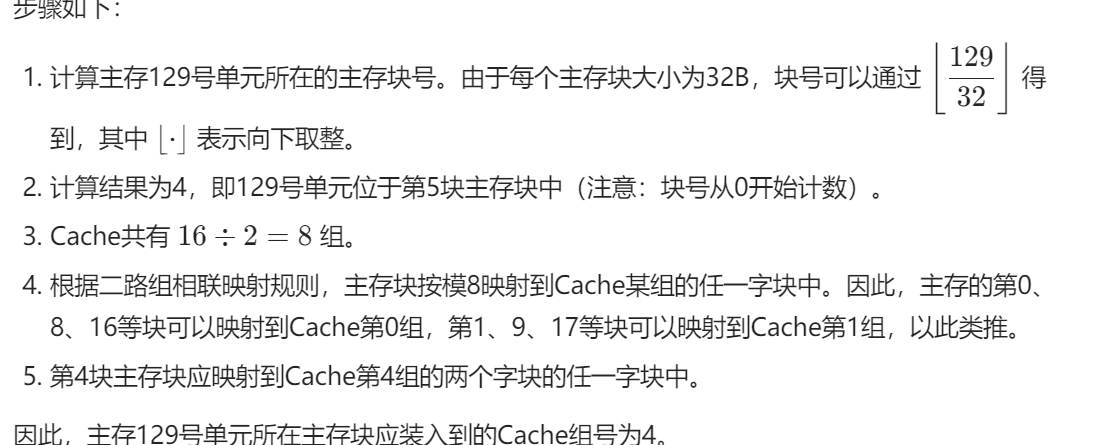 步骤如下：
1. 计算主存129号单元所在的主存块号。由于每个主存块大小为32B，块号可以通过 ⌊129/32⌋ 得
到，其中 ⌊·⌋ 表示向下取整。
2. 计算结果为4，即129号单元位于第5块主存块中（注意：块号从0开始计数）。
3. Cache共有 16 ÷ 2 = 8 组。
4. 根据二路组相联映射规则，主存块按模8映射到Cache某组的任一字块中。因此，主存的第0、
8、16等块可以映射到Cache第0组，第1、9、17等块可以映射到Cache第1组，以此类推。
5. 第4块主存块应映射到Cache第4组的两个字块的任一字块中。
因此，主存129号单元所在主存块应装入到的Cache组号为4。